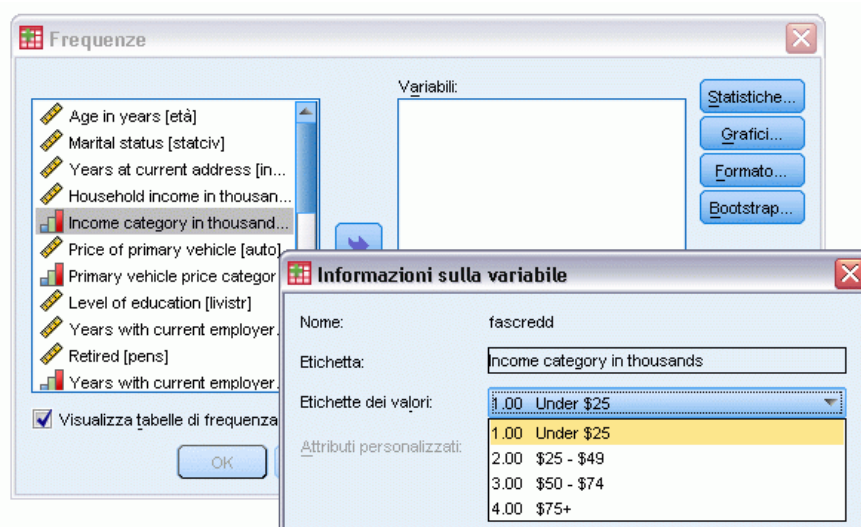 Frequenze
Variabili:
Age in years [età]
Marital status [statciv]
Years at current address [in...
Household income in thousan...
Income category in thousand...
Price of primary vehicle [auto]
Primary vehicle price categor
Level of education [livistr]
Years with current employer.
Retired [pens]
Years with current employer...
Visualizza tabelle di frequenza
OK
Statistiche...
Grafici...
Formato...
Bootstrap...
Informazioni sulla variabile
Nome: fascredd
Etichetta: Income category in thousands
Etichette dei valori: 1.00 Under $25
1.00 Under $25
2.00 $25 - $49
3.00 $50 - $74
4.00 $75+
Attributi personalizzati: